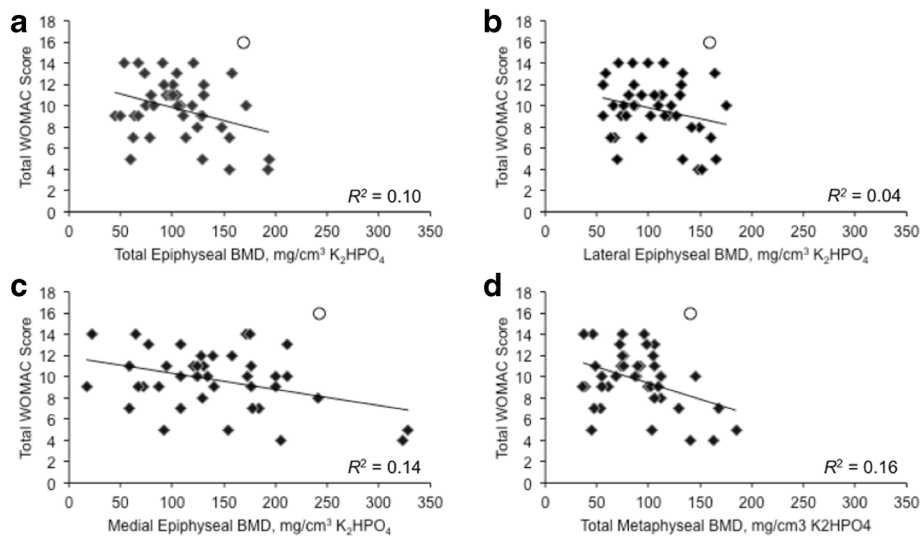 a
18
16
14
12
10
8
6
4
2
0
Total WOMAC Score
R² = 0.10
0 50 100 150 200 250 300 350
Total Epiphyseal BMD, mg/cm³ K₂HPO₄
b
18
16
14
12
10
8
6
4
2
0
Total WOMAC Score
R² = 0.04
0 50 100 150 200 250 300 350
Lateral Epiphyseal BMD, mg/cm³ K₂HPO₄
c
18
16
14
12
10
8
6
4
2
0
Total WOMAC Score
R² = 0.14
0 50 100 150 200 250 300 350
Medial Epiphyseal BMD, mg/cm³ K₂HPO₄
d
18
16
14
12
10
8
6
4
2
0
Total WOMAC Score
R² = 0.16
0 50 100 150 200 250 300 350
Total Metaphyseal BMD, mg/cm3 K2HPO4